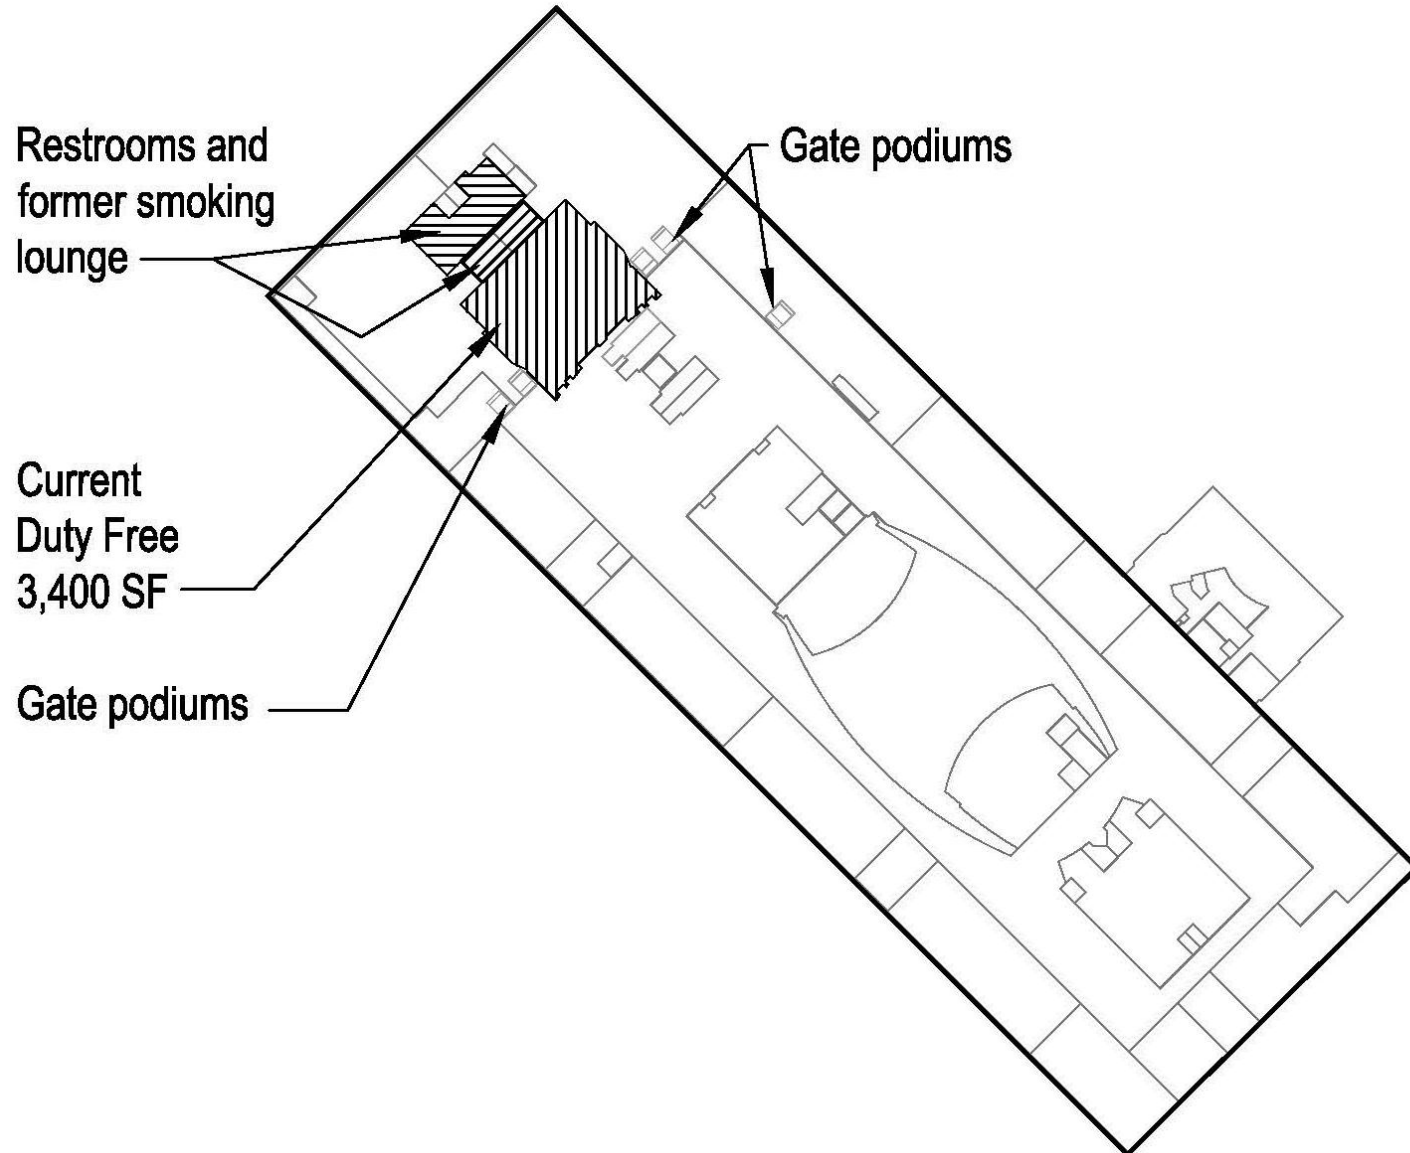 Restrooms and
former smoking
lounge
Gate podiums
Current
Duty Free
3,400 SF
Gate podiums